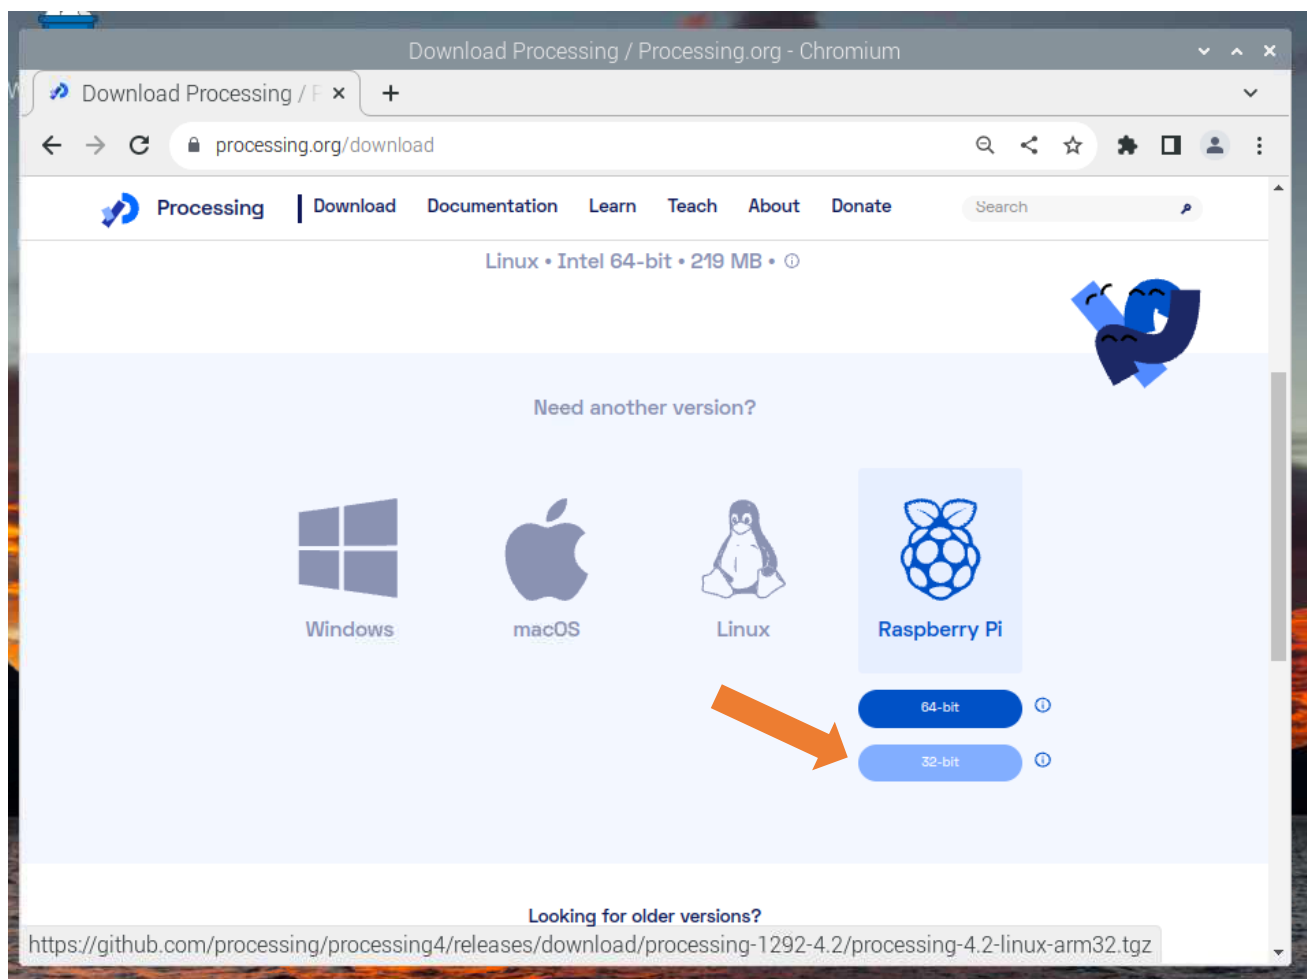 Download Processing / Processing.org - Chromium
Download Processing /
processing.org/download
Processing
Download
Documentation
Learn
Teach
About
Donate
Search
Linux • Intel 64-bit • 219 MB •
Need another version?
Windows
macOS
Linux
Raspberry Pi
64-bit
32-bit
Looking for older versions?
https://github.com/processing/processing4/releases/download/processing-1292-4.2/processing-4.2-linux-arm32.tgz